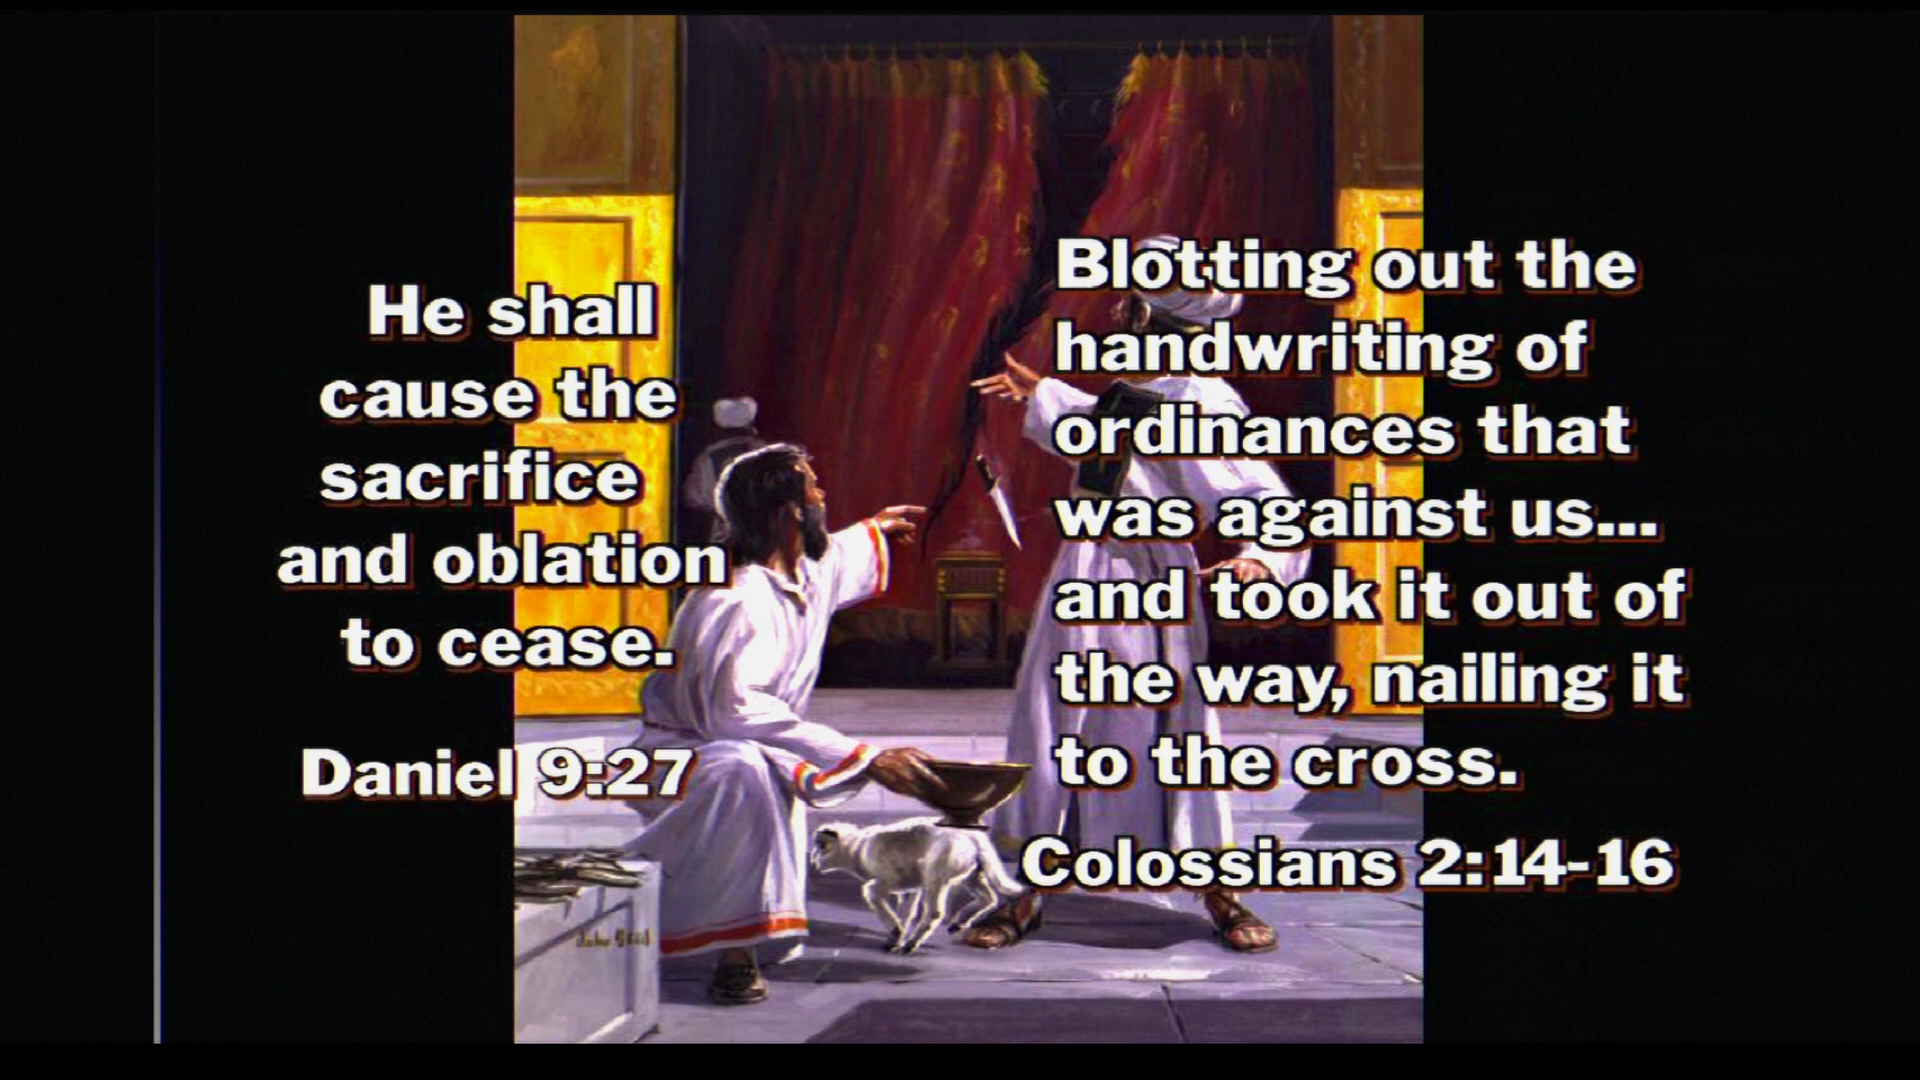 He shall
cause the
sacrifice
and oblation
to cease.
Daniel 9:27
Blotting out the
handwriting of
ordinances that
was against us...
and took it out of
the way, nailing it
to the cross.
Colossians 2:14-16